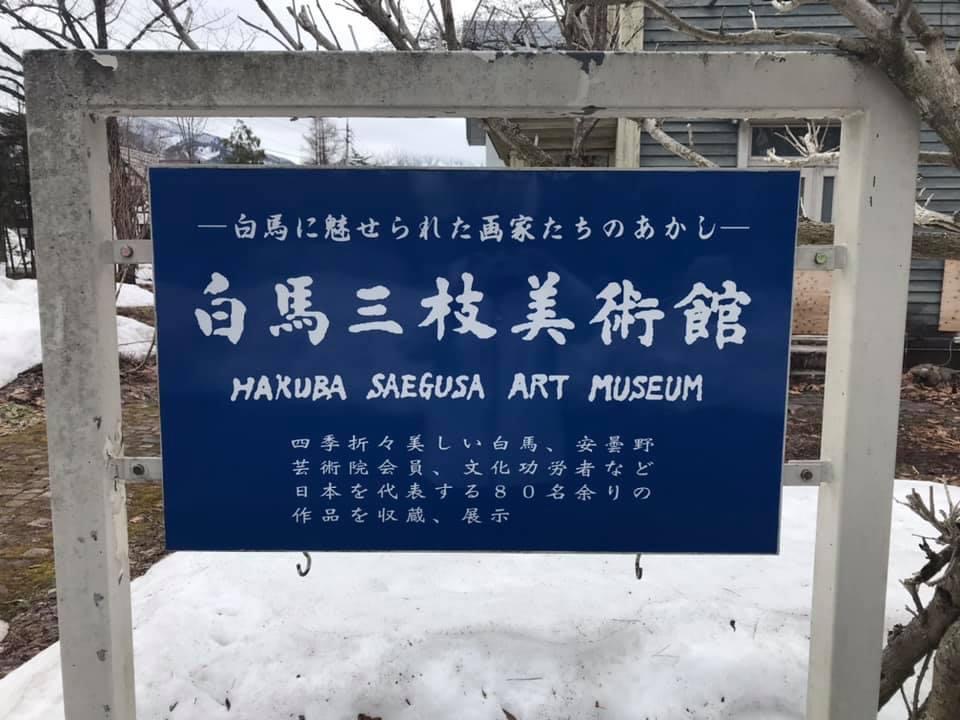 ―白馬に魅せられた画家たちのあかし―
白馬三枝美術館
HAKUBA SAEGUSA ART MUSEUM
四季折々美しい白馬、安曇野
芸術院会員、文化功労者など
日本を代表する80名余りの
作品を収蔵、展示